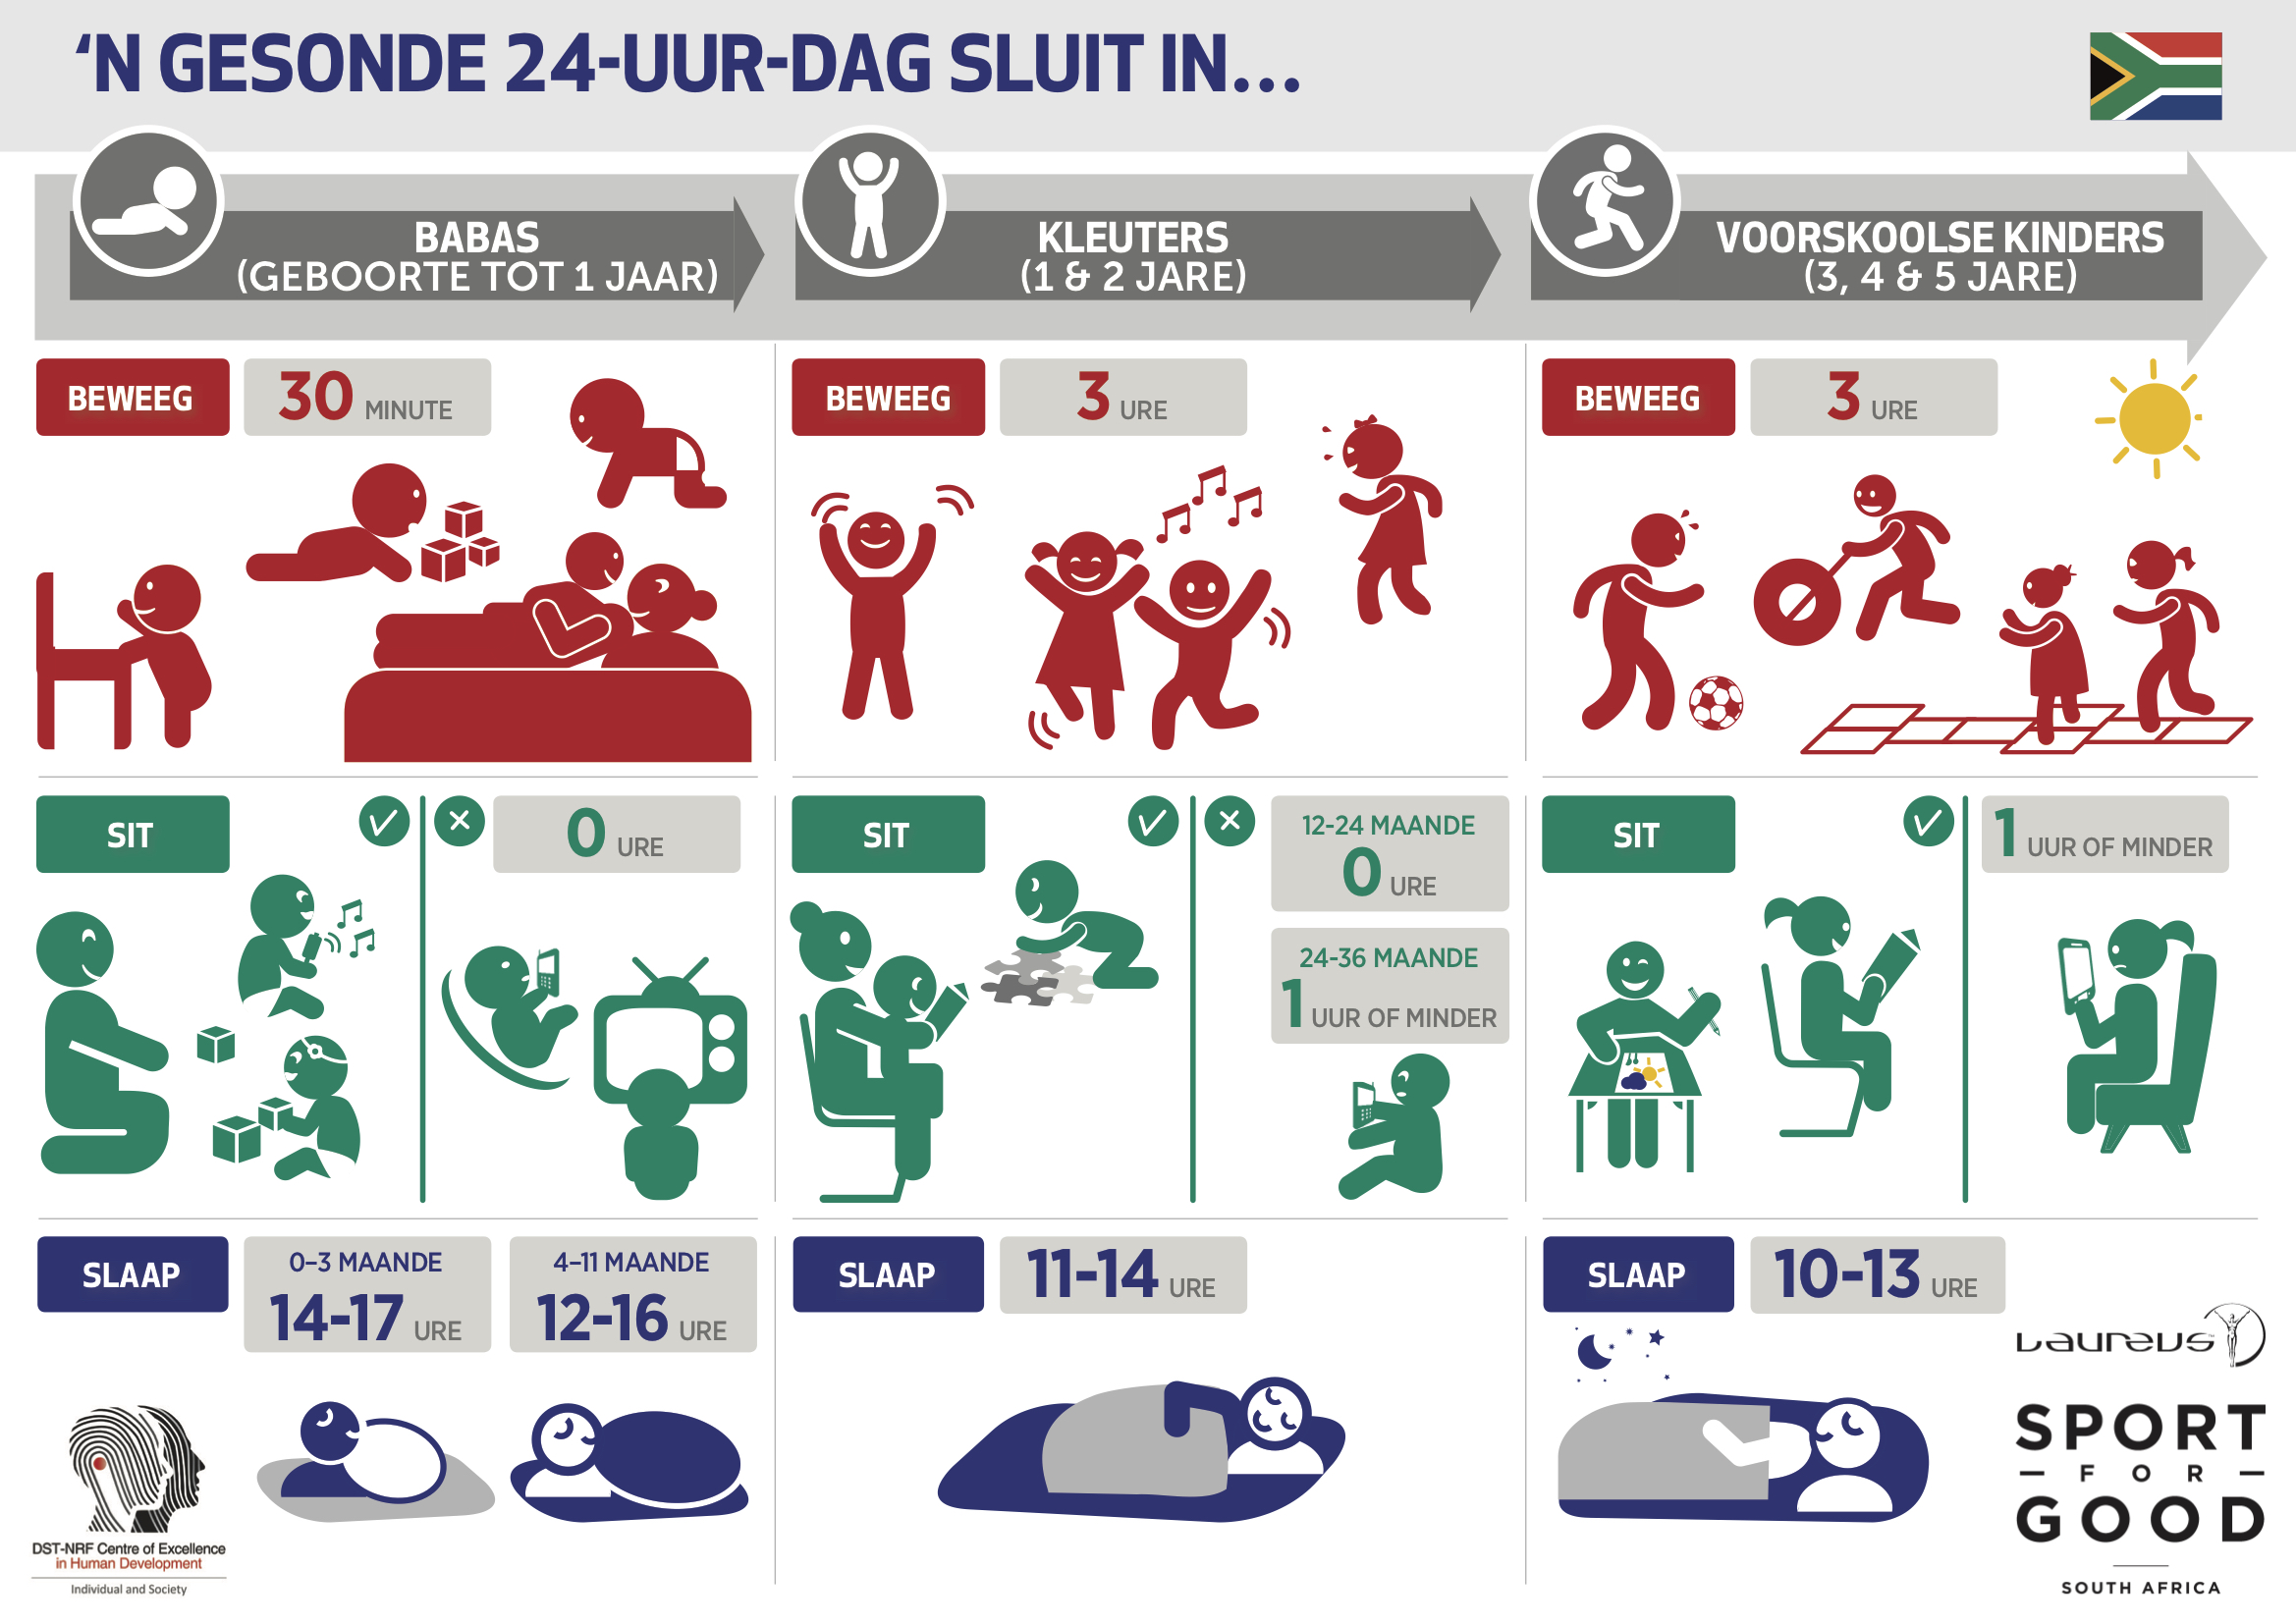 ‘N GESONDE 24-UUR-DAG SLUIT IN...
BABAS
(GEBOORTE TOT 1 JAAR)
KLEUTERS
(1 & 2 JARE)
VOORSKOOLSE KINDERS
(3, 4 & 5 JARE)
BEWEEG
30 MINUTE
BEWEEG
3 URE
BEWEEG
3 URE
SIT
0 URE
SIT
12-24 MAANDE
0 URE
24-36 MAANDE
1 UUR OF MINDER
SIT
1 UUR OF MINDER
SLAAP
0–3 MAANDE
14-17 URE
4–11 MAANDE
12-16 URE
SLAAP
11-14 URE
SLAAP
10-13 URE
DST-NRF Centre of Excellence
in Human Development
Individual and Society
LAUREUS™
SPORT
— F O R —
GOOD
SOUTH AFRICA